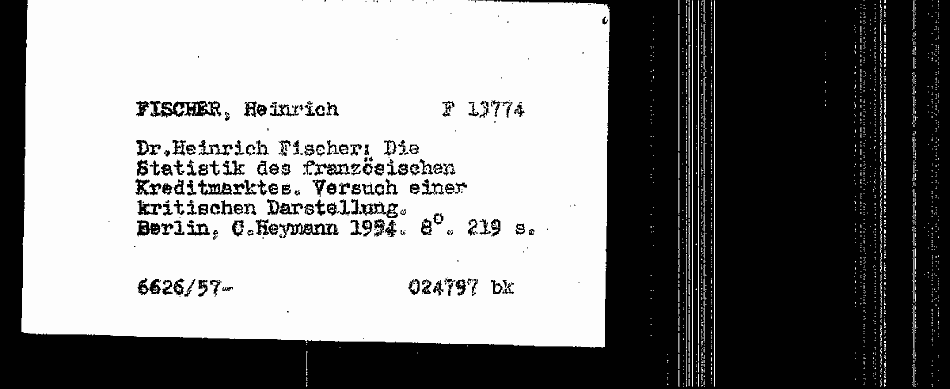 FISCHER, Heinrich F 13774
Dr.Heinrich Fischer: Die
Statistik des französischen
Kreditmarktes. Versuch einer
kritischen Darstellung.
Berlin, C.Heymann 8°. 219 s.
6626/57- 024797 bk